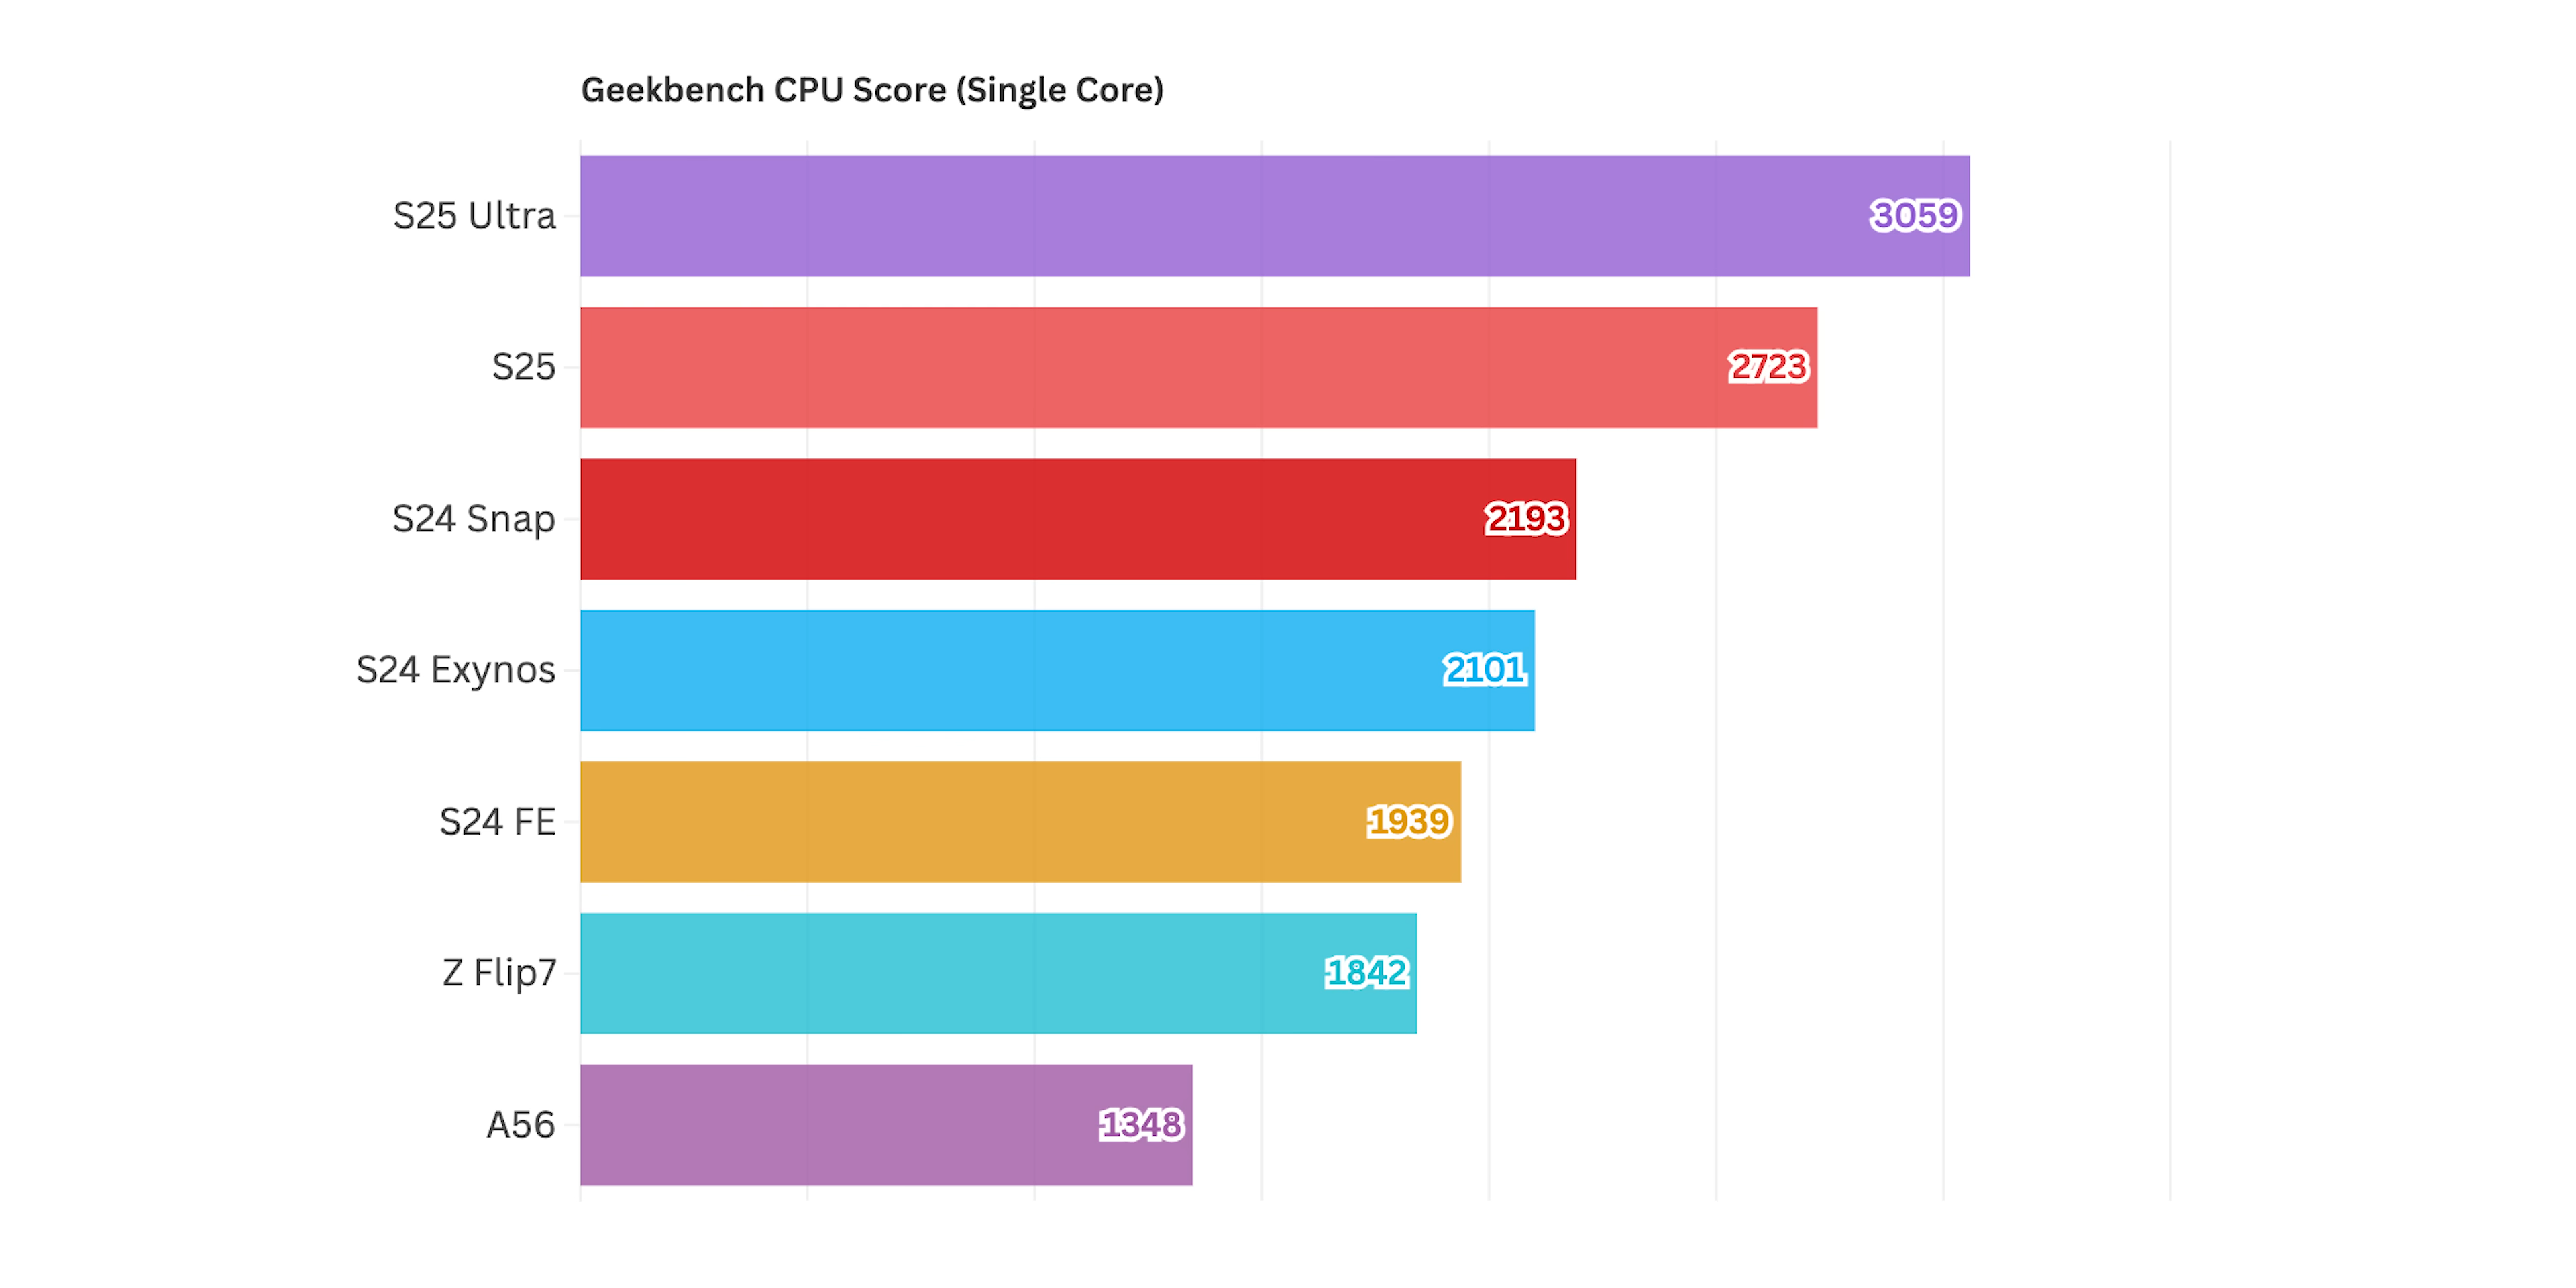 Geekbench CPU Score (Single Core)
S25 Ultra 3059
S25 2723
S24 Snap 2193
S24 Exynos 2101
S24 FE 1939
Z Flip7 1842
A56 1348